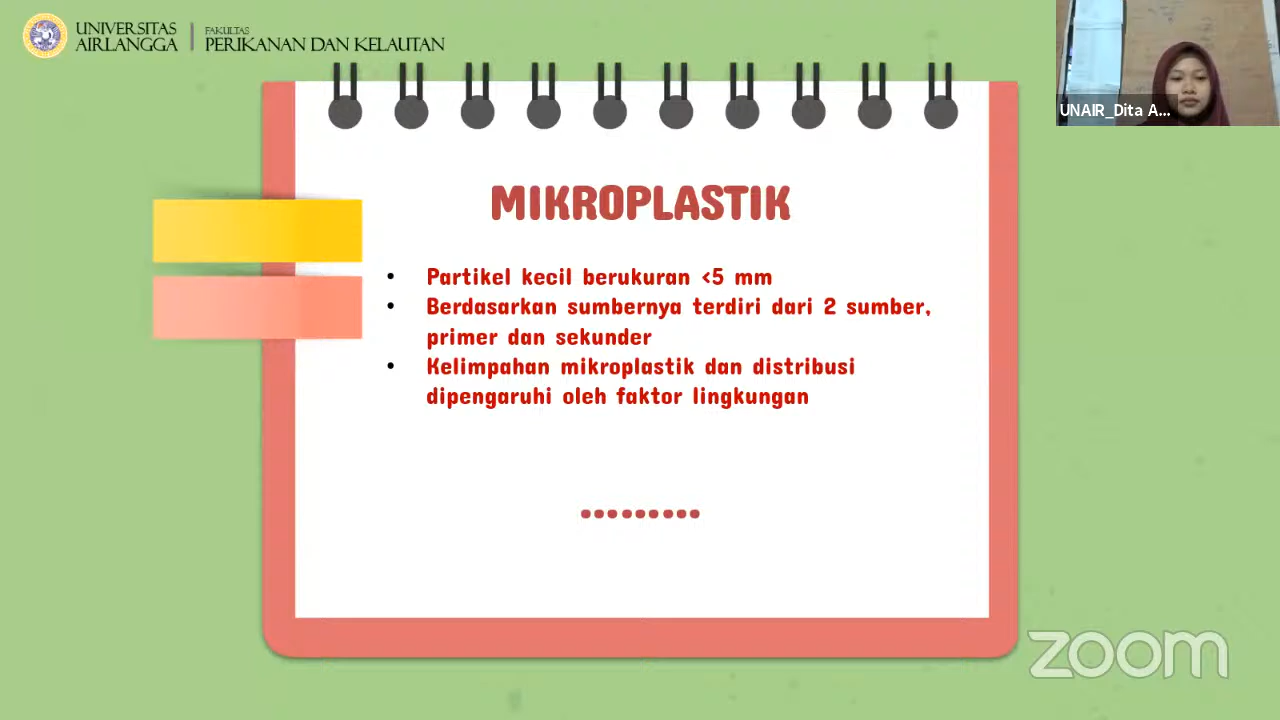 UNIVERSITAS
AIRLANGGA
FAKULTAS
PERIKANAN DAN KELAUTAN
UNAIR_Dita A...
MIKROPLASTIK
• Partikel kecil berukuran <5 mm
• Berdasarkan sumbernya terdiri dari 2 sumber,
primer dan sekunder
• Kelimpahan mikroplastik dan distribusi
dipengaruhi oleh faktor lingkungan
.........
zoom